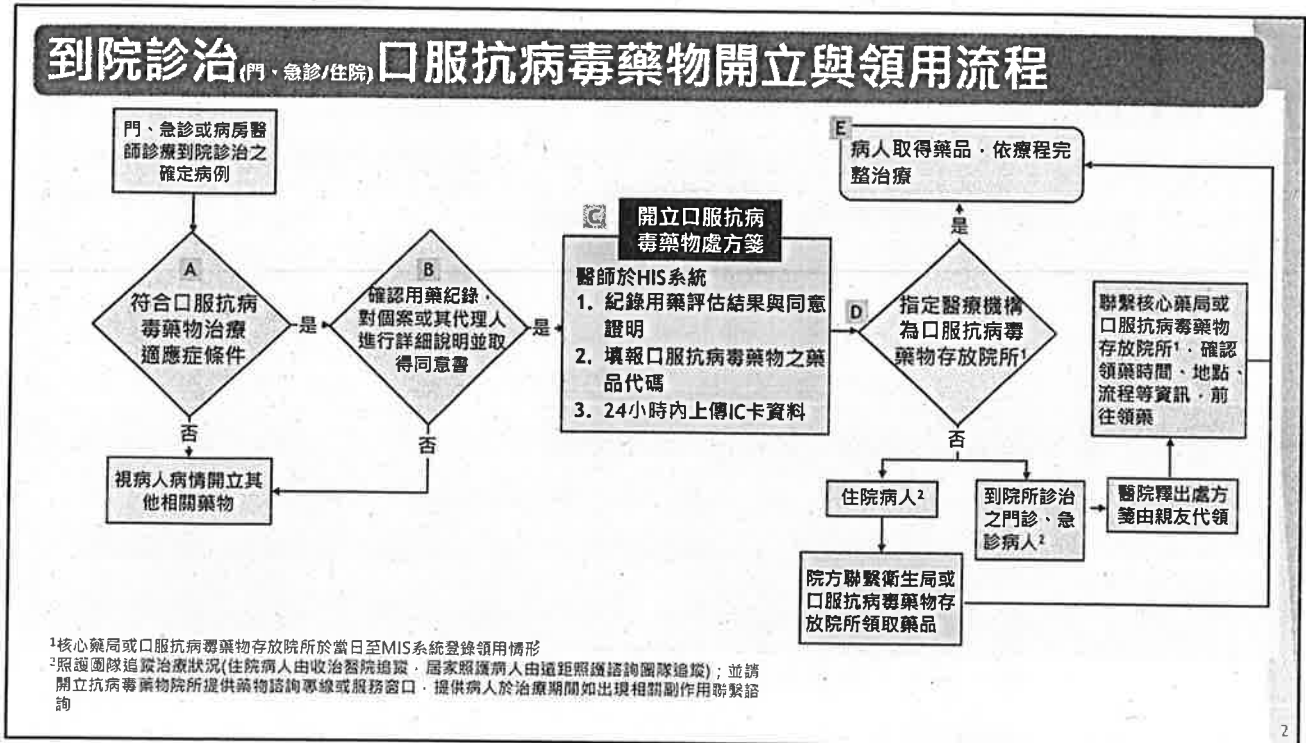 到院診治(門、急診/住院)口服抗病毒藥物開立與領用流程
門、急診或病房醫
師診療到院診治之
確定病例
A
符合口服抗病
毒藥物治療
適應症條件
是
否
視病人病情開立其
他相關藥物
B
確認用藥紀錄，
對個案或其代理人
進行詳細說明並取
得同意書
是
否
C
開立口服抗病
毒藥物處方箋
醫師於HIS系統
1. 紀錄用藥評估結果與同意
證明
2. 填報口服抗病毒藥物之藥
品代碼
3. 24小時內上傳IC卡資料
D
指定醫療機構
為口服抗病毒
藥物存放院所¹
是
否
E
病人取得藥品，依療程完
整治療
住院病人²
院方聯繫衛生局或
口服抗病毒藥物存
放院所領取藥品
到院所診治
之門診、急
診病人²
醫院釋出處方
箋由親友代領
聯繫核心藥局或
口服抗病毒藥物
存放院所¹，確認
領藥時間、地點、
流程等資訊，前
往領藥
¹核心藥局或口服抗病毒藥物存放院所於當日至MIS系統登錄領用情形
²照護團隊追蹤治療狀況(住院病人由收治醫院追蹤，居家照護病人由遠距照護諮詢團隊追蹤)；並請
開立抗病毒藥物院所提供藥物諮詢專線或服務窗口，提供病人於治療期間如出現相關副作用聯繫諮
詢
2